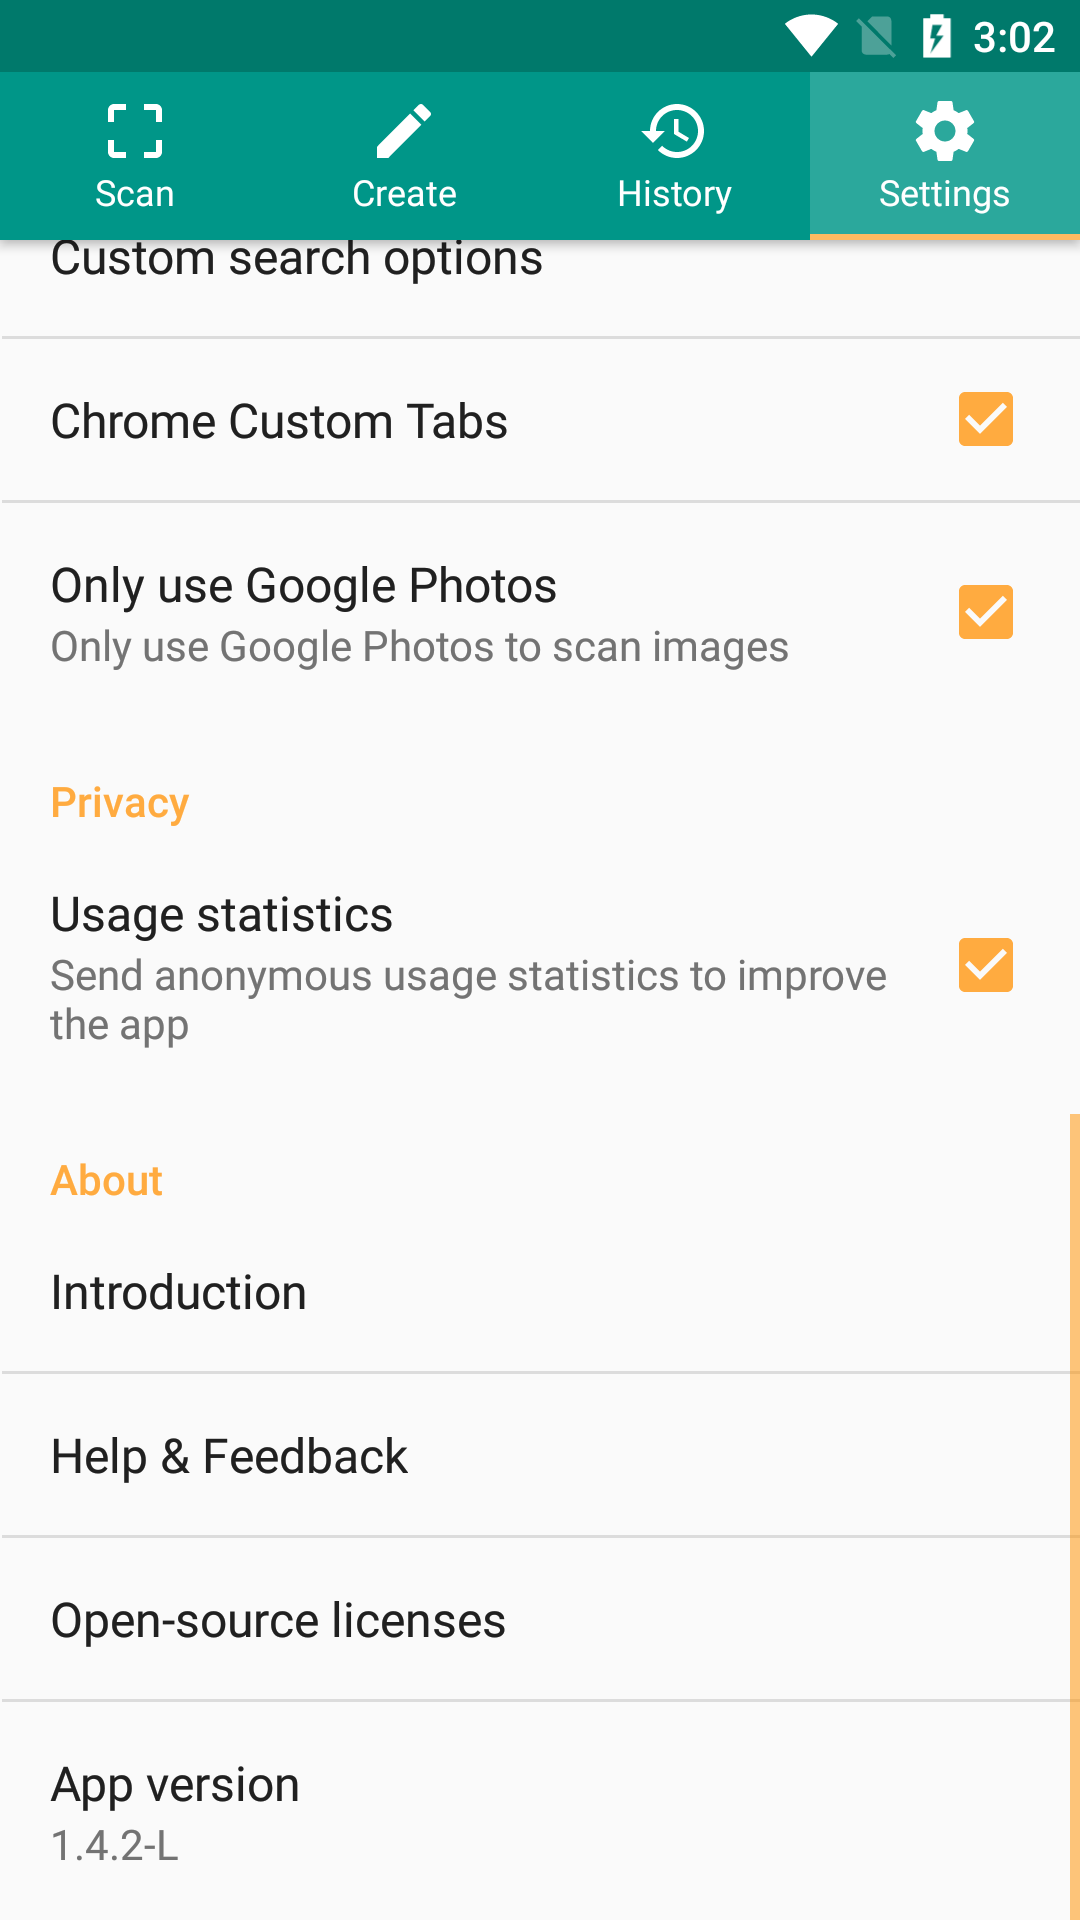 3:02
Scan
Create
History
Settings
Custom search options
Chrome Custom Tabs
Only use Google Photos
Only use Google Photos to scan images
Privacy
Usage statistics
Send anonymous usage statistics to improve
the app
About
Introduction
Help & Feedback
Open-source licenses
App version
1.4.2-L